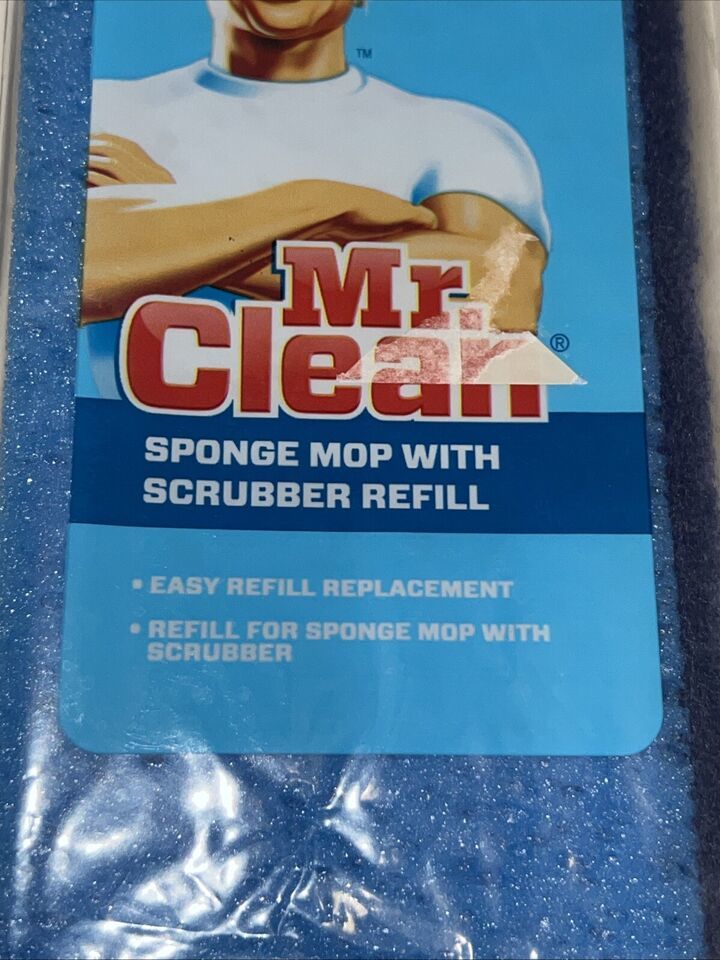 TM
Mr.
Clean®
SPONGE MOP WITH
SCRUBBER REFILL
• EASY REFILL REPLACEMENT
• REFILL FOR SPONGE MOP WITH
SCRUBBER